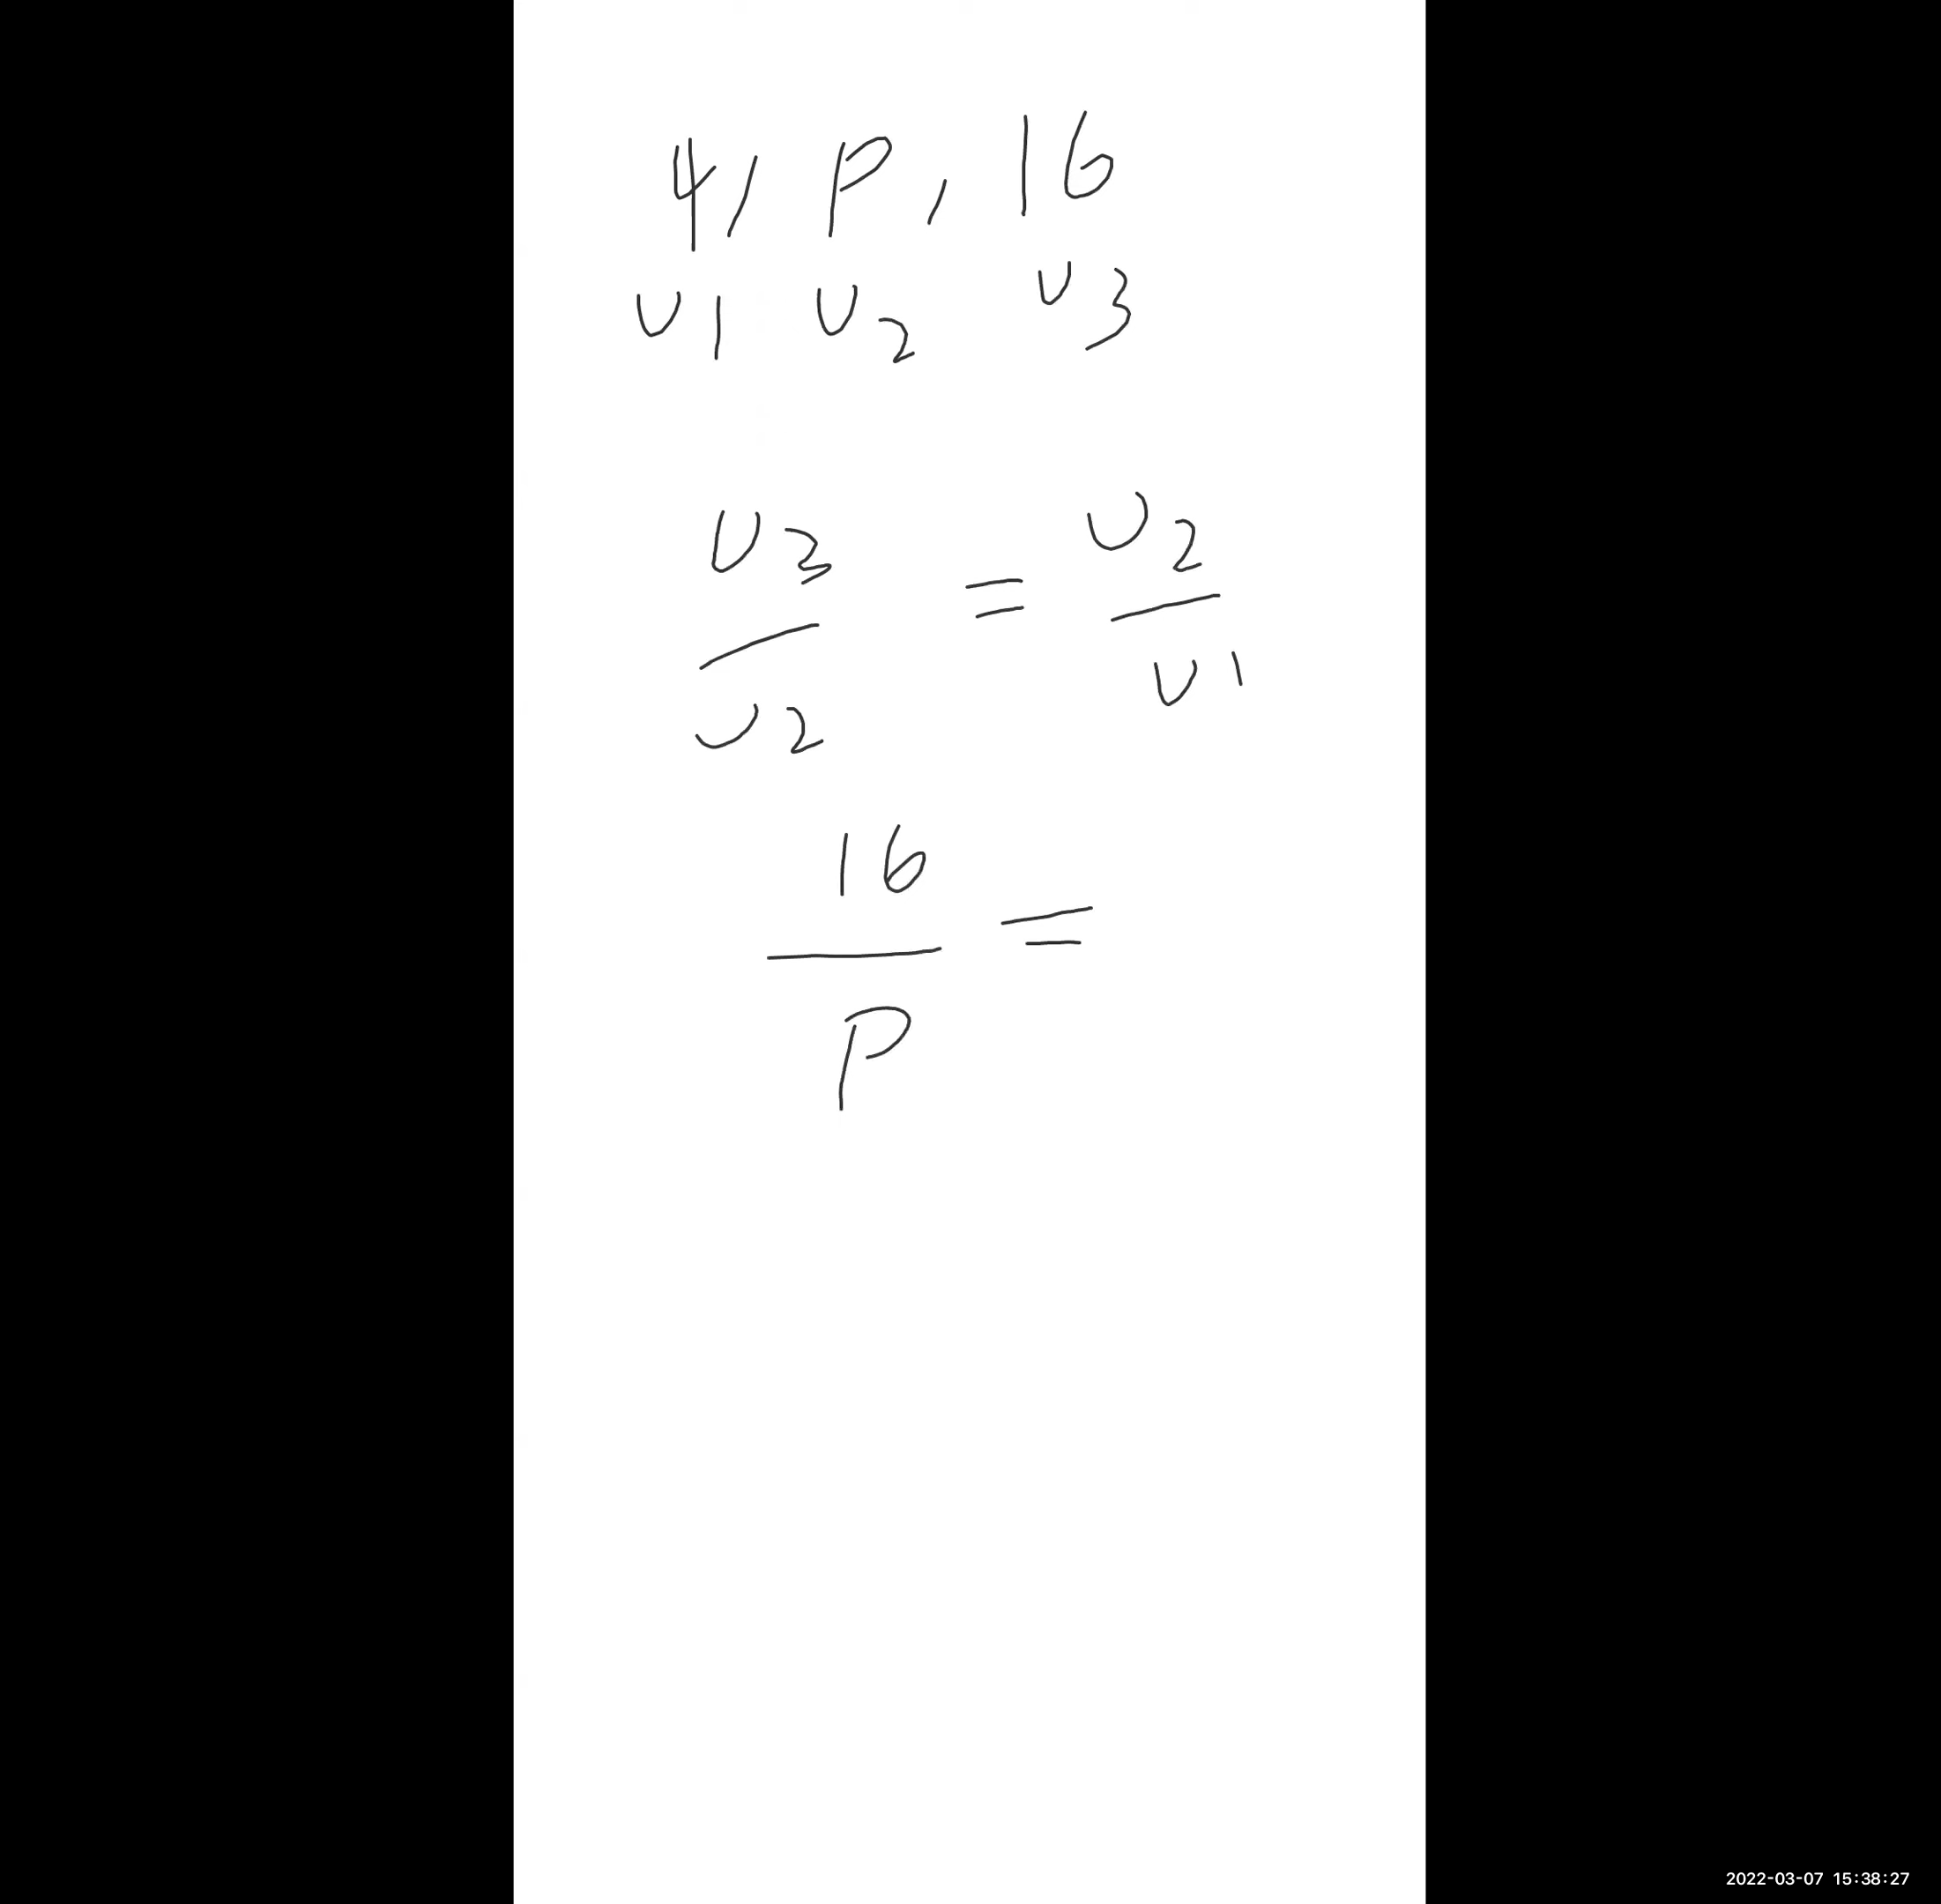 4, P, 16
U1 U2 U3
U3 = U2
U2 U1
16 =
P
2022-03-07 15:38:27